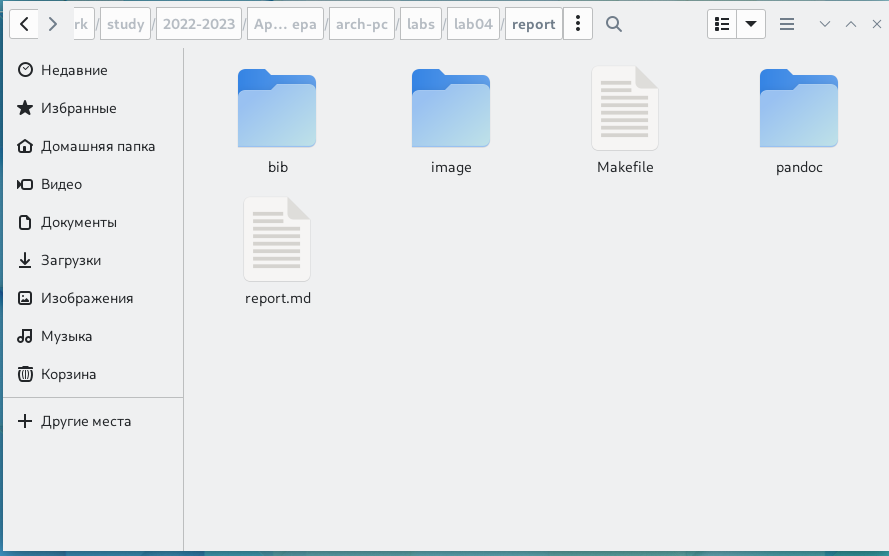 rk / study / 2022-2023 / Ap... ера / arch-pc / labs / lab04 / report
Недавние
Избранные
Домашняя папка
Видео
Документы
Загрузки
Изображения
Музыка
Корзина
Другие места
bib
image
Makefile
pandoc
report.md